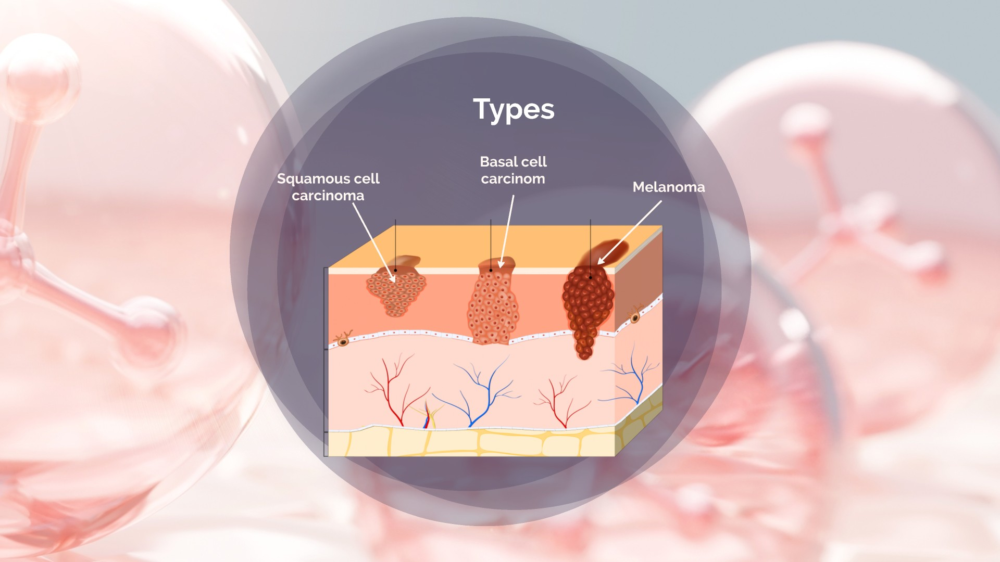 Types
Squamous cell
carcinoma
Basal cell
carcinom
Melanoma